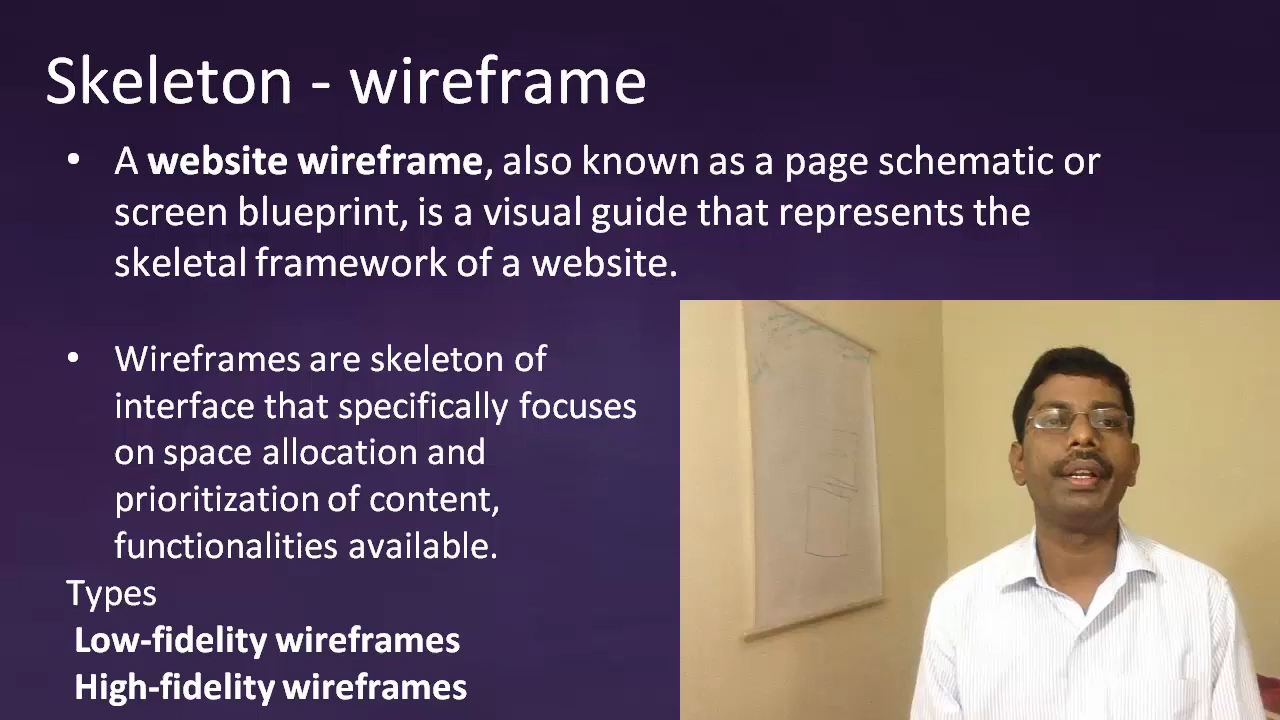 Skeleton - wireframe
• A website wireframe, also known as a page schematic or
screen blueprint, is a visual guide that represents the
skeletal framework of a website.
• Wireframes are skeleton of
interface that specifically focuses
on space allocation and
prioritization of content,
functionalities available.
Types
Low-fidelity wireframes
High-fidelity wireframes